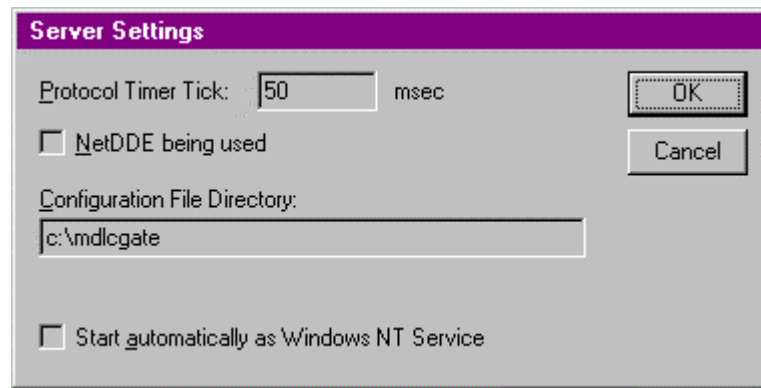 Server Settings
Protocol Timer Tick: 50 msec
OK
NetDDE being used
Cancel
Configuration File Directory:
c:\mdlcgate
Start automatically as Windows NT Service